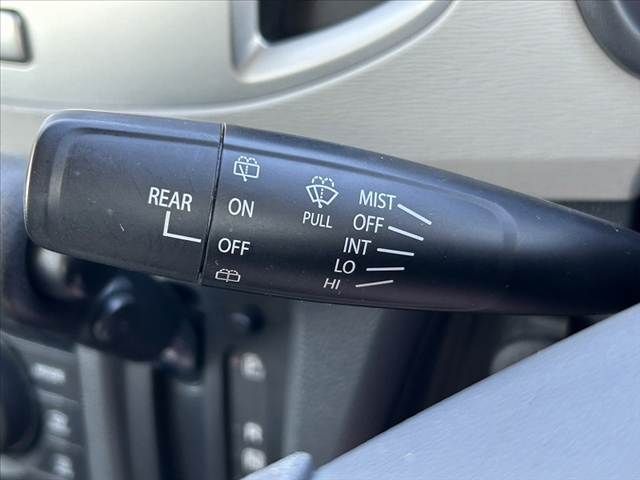 REAR
ON
OFF
PULL
MIST
OFF
INT
LO
HI
R